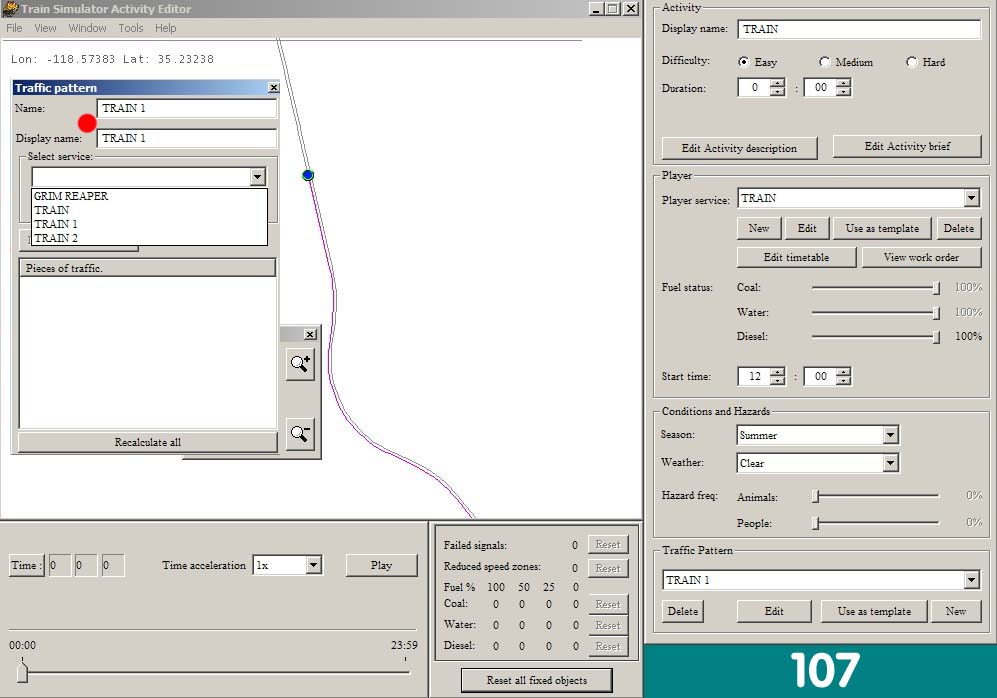 Train Simulator Activity Editor
File View Window Tools Help
Lon: -118.57383 Lat: 35.23238
Traffic pattern
Name: TRAIN 1
Display name: TRAIN 1
Select service:
GRIM REAPER
TRAIN
TRAIN 1
TRAIN 2
Pieces of traffic.
Recalculate all
Time : 0 0 0 Time acceleration 1x Play
00:00 23:59
Failed signals: 0 Reset
Reduced speed zones: 0 Reset
Fuel % 100 50 25 0
Coal: 0 0 0 0 Reset
Water: 0 0 0 0 Reset
Diesel: 0 0 0 0 Reset
Reset all fixed objects
Activity
Display name: TRAIN
Difficulty: Easy Medium Hard
Duration: 0 : 00
Edit Activity description Edit Activity brief
Player
Player service: TRAIN
New Edit Use as template Delete
Edit timetable View work order
Fuel status: Coal: 100%
Water: 100%
Diesel: 100%
Start time: 12 : 00
Conditions and Hazards
Season: Summer
Weather: Clear
Hazard freq: Animals: 0%
People: 0%
Traffic Pattern
TRAIN 1
Delete Edit Use as template New
107